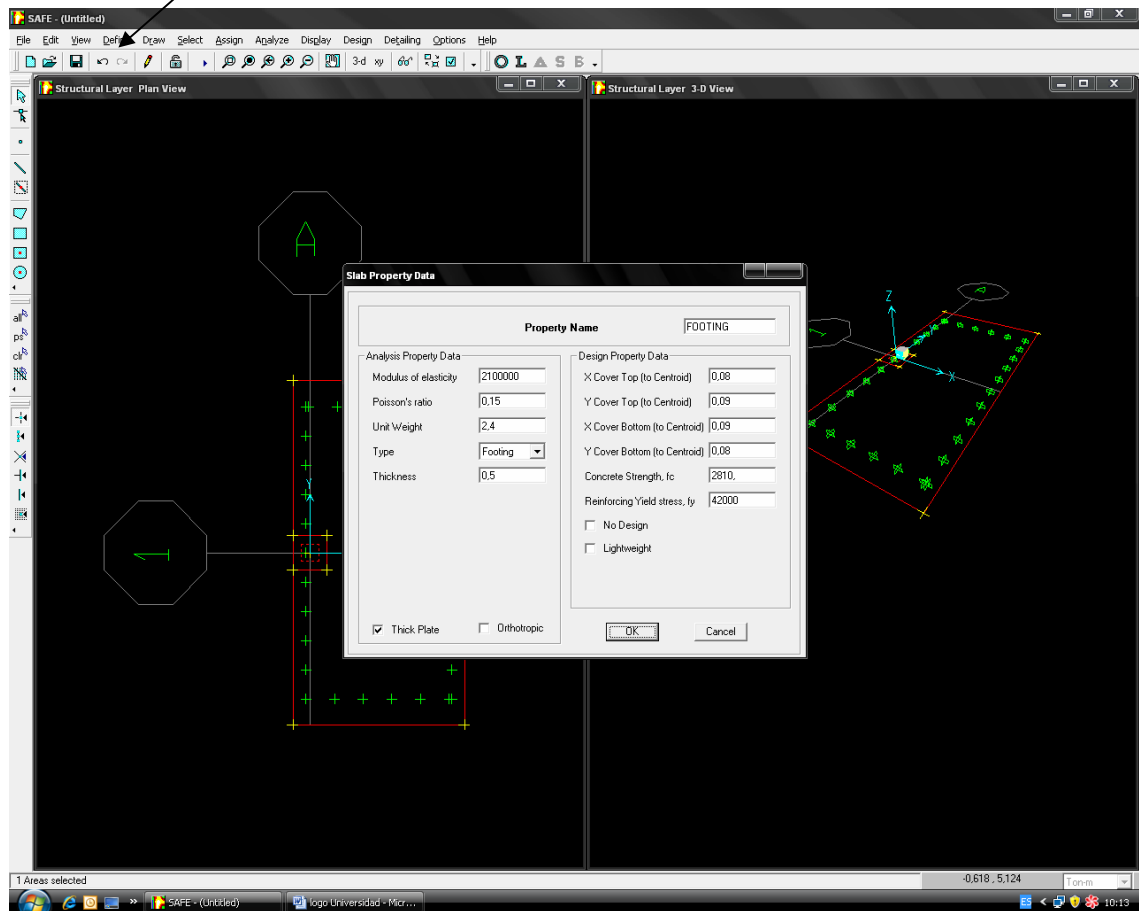 SAFE - (Untitled)
File Edit View Define Draw Select Assign Analyze Display Design Detailing Options Help
3-d xy
Structural Layer Plan View
Structural Layer 3-D View
all
ps
clr
A
1
Y
Z
X
A
1
Slab Property Data
Property Name FOOTING
Analysis Property Data
Modulus of elasticity 2100000
Poisson's ratio 0,15
Unit Weight 2,4
Type Footing
Thickness 0,5
Thick Plate Orthotropic
Design Property Data
X Cover Top (to Centroid) 0,08
Y Cover Top (to Centroid) 0,09
X Cover Bottom (to Centroid) 0,09
Y Cover Bottom (to Centroid) 0,08
Concrete Strength, fc 2810,
Reinforcing Yield stress, fy 42000
No Design
Lightweight
OK Cancel
1 Areas selected
-0,618 , 5,124
Ton-m
SAFE - (Untitled)
logo Universidad - Micr...
ES
10:13